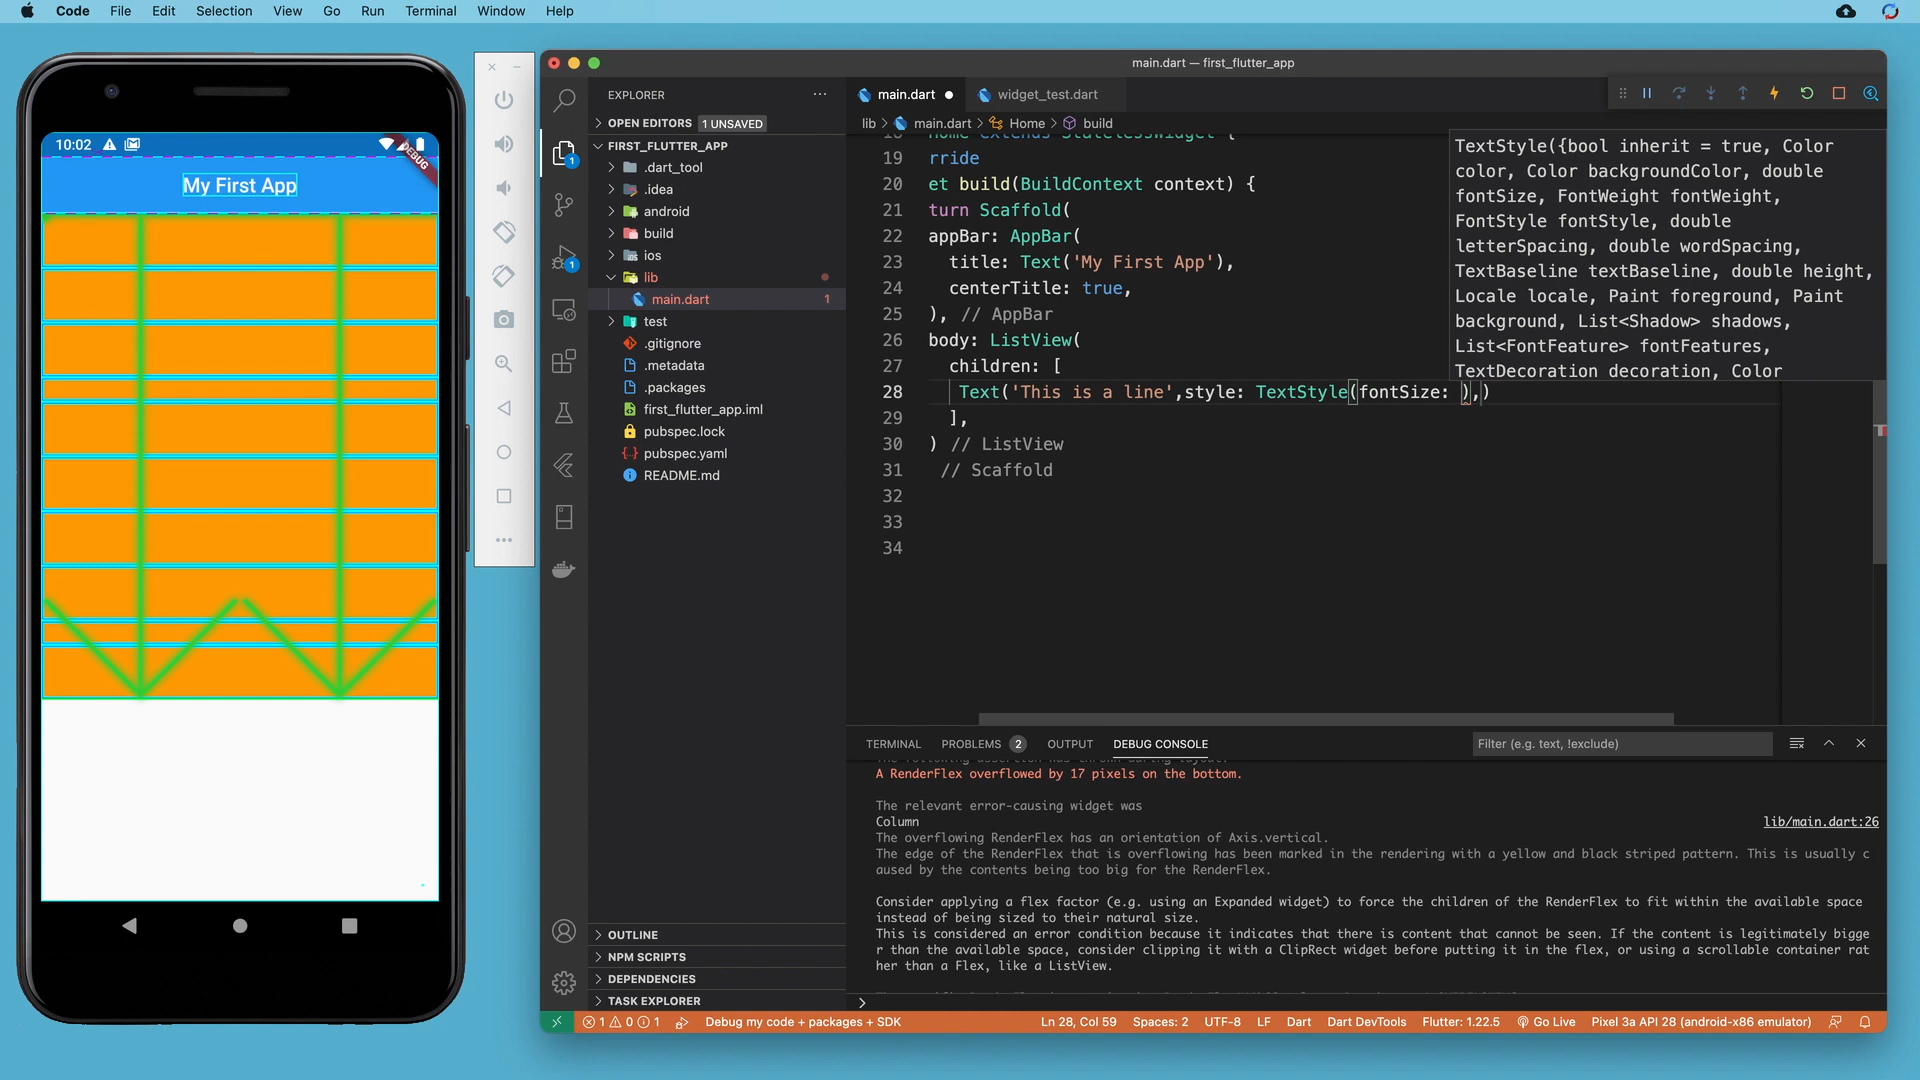 Code File Edit Selection View Go Run Terminal Window Help
10:02
DEBUG
My First App
main.dart — first_flutter_app
EXPLORER
OPEN EDITORS 1 UNSAVED
FIRST_FLUTTER_APP
.dart_tool
.idea
android
build
ios
lib
main.dart 1
test
.gitignore
.metadata
.packages
first_flutter_app.iml
pubspec.lock
pubspec.yaml
README.md
OUTLINE
NPM SCRIPTS
DEPENDENCIES
TASK EXPLORER
1
1
main.dart
widget_test.dart
lib > main.dart > Home > build
18 Home extends StatelessWidget {
19 rride
20 et build(BuildContext context) {
21 turn Scaffold(
22 appBar: AppBar(
23 title: Text('My First App'),
24 centerTitle: true,
25 ), // AppBar
26 body: ListView(
27 children: [
28 Text('This is a line',style: TextStyle(fontSize: ),)
29 ],
30 ) // ListView
31 // Scaffold
32
33
34
TextStyle({bool inherit = true, Color
color, Color backgroundColor, double
fontSize, FontWeight fontWeight,
FontStyle fontStyle, double
letterSpacing, double wordSpacing,
TextBaseline textBaseline, double height,
Locale locale, Paint foreground, Paint
background, List<Shadow> shadows,
List<FontFeature> fontFeatures,
TextDecoration decoration, Color
TERMINAL PROBLEMS 2 OUTPUT DEBUG CONSOLE
Filter (e.g. text, !exclude)
A RenderFlex overflowed by 17 pixels on the bottom.
The relevant error-causing widget was
Column lib/main.dart:26
The overflowing RenderFlex has an orientation of Axis.vertical.
The edge of the RenderFlex that is overflowing has been marked in the rendering with a yellow and black striped pattern. This is usually c
aused by the contents being too big for the RenderFlex.
Consider applying a flex factor (e.g. using an Expanded widget) to force the children of the RenderFlex to fit within the available space
instead of being sized to their natural size.
This is considered an error condition because it indicates that there is content that cannot be seen. If the content is legitimately bigge
r than the available space, consider clipping it with a ClipRect widget before putting it in the flex, or using a scrollable container rat
her than a Flex, like a ListView.
1 0 1 Debug my code + packages + SDK Ln 28, Col 59 Spaces: 2 UTF-8 LF Dart Dart DevTools Flutter: 1.22.5 Go Live Pixel 3a API 28 (android-x86 emulator)